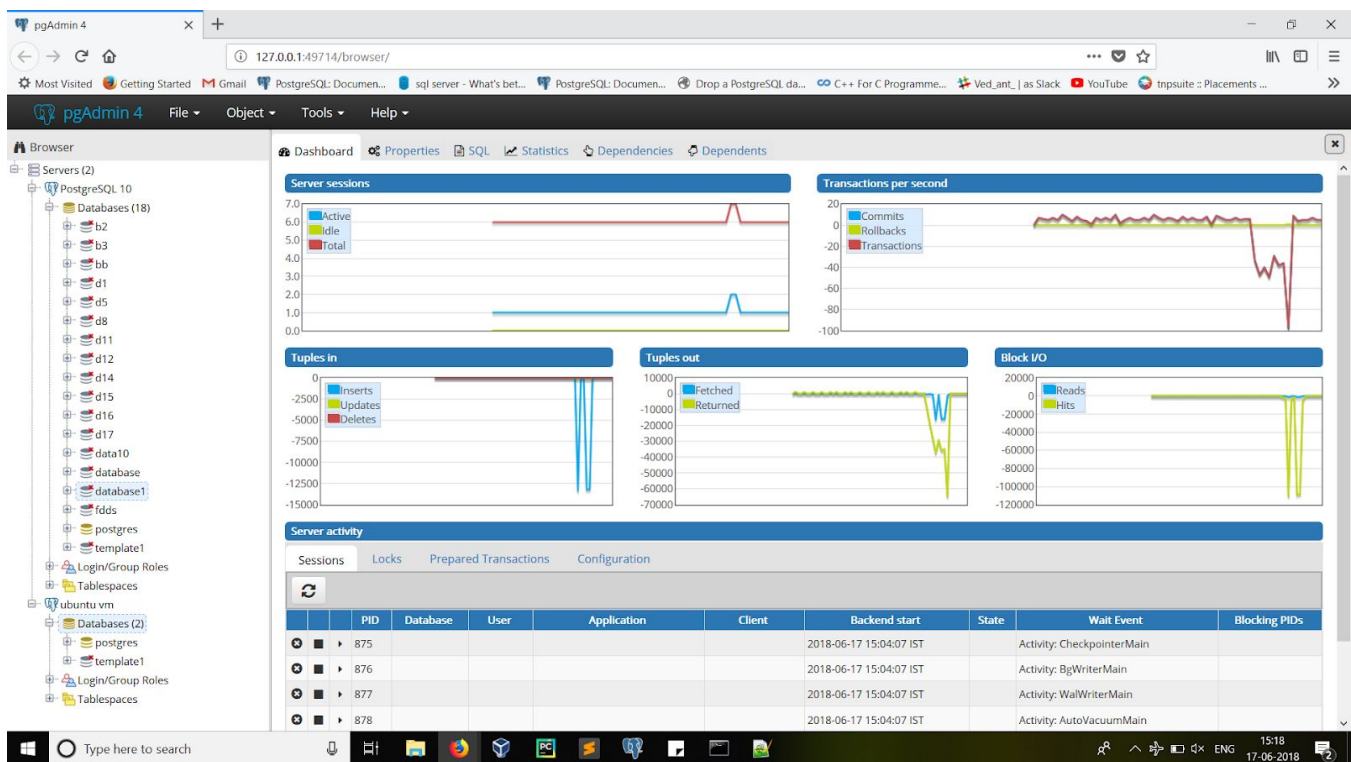 pgAdmin 4
127.0.0.1:49714/browser/
Most Visited Getting Started Gmail PostgreSQL: Documen... sql server - What's bet... PostgreSQL: Documen... Drop a PostgreSQL da... C++ For C Programme... Ved_ant_ | as Slack YouTube tnpsuite :: Placements ...
pgAdmin 4 File Object Tools Help
Browser
Servers (2)
PostgreSQL 10
Databases (18)
b2
b3
bb
d1
d5
d8
d11
d12
d14
d15
d16
d17
data10
database
database1
fdds
postgres
template1
Login/Group Roles
Tablespaces
ubuntu vm
Databases (2)
postgres
template1
Login/Group Roles
Tablespaces
Dashboard Properties SQL Statistics Dependencies Dependents
Server sessions
7.0
6.0
5.0
4.0
3.0
2.0
1.0
0.0
Active
Idle
Total
Transactions per second
20
0
-20
-40
-60
-80
-100
Commits
Rollbacks
Transactions
Tuples in
0
-2500
-5000
-7500
-10000
-12500
-15000
Inserts
Updates
Deletes
Tuples out
10000
0
-10000
-20000
-30000
-40000
-50000
-60000
-70000
Fetched
Returned
Block I/O
20000
0
-20000
-40000
-60000
-80000
-100000
-120000
Reads
Hits
Server activity
Sessions Locks Prepared Transactions Configuration
PID Database User Application Client Backend start State Wait Event Blocking PIDs
875 2018-06-17 15:04:07 IST Activity: CheckpointerMain
876 2018-06-17 15:04:07 IST Activity: BgWriterMain
877 2018-06-17 15:04:07 IST Activity: WalWriterMain
878 2018-06-17 15:04:07 IST Activity: AutoVacuumMain
Type here to search
PC
ENG
15:18
17-06-2018
2